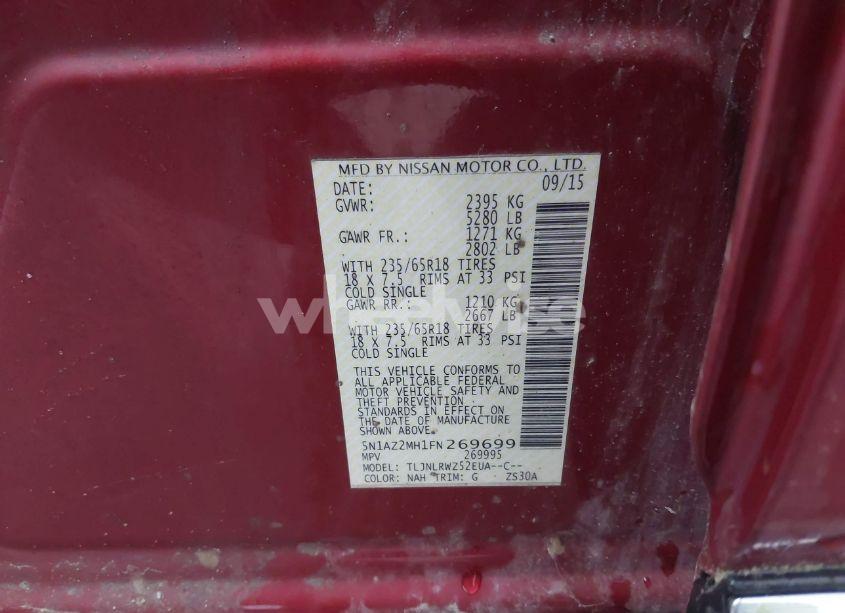 MFD BY NISSAN MOTOR CO., LTD.
DATE: 09/15
GVWR: 2395 KG
5280 LB
GAWR FR.: 1271 KG
2802 LB
WITH 235/65R18 TIRES
18 X 7.5 RIMS AT 33 PSI
COLD SINGLE
GAWR RR.: 1210 KG
2667 LB
WITH 235/65R18 TIRES
18 X 7.5 RIMS AT 33 PSI
COLD SINGLE
THIS VEHICLE CONFORMS TO
ALL APPLICABLE FEDERAL
MOTOR VEHICLE SAFETY AND
THEFT PREVENTION
STANDARDS IN EFFECT ON
THE DATE OF MANUFACTURE
SHOWN ABOVE.
5N1AZ2MH1FN269699
MPV 269995
MODEL: TLJNLRWZ52EUA--C--
COLOR: NAH TRIM: G ZS30A
wheelwise